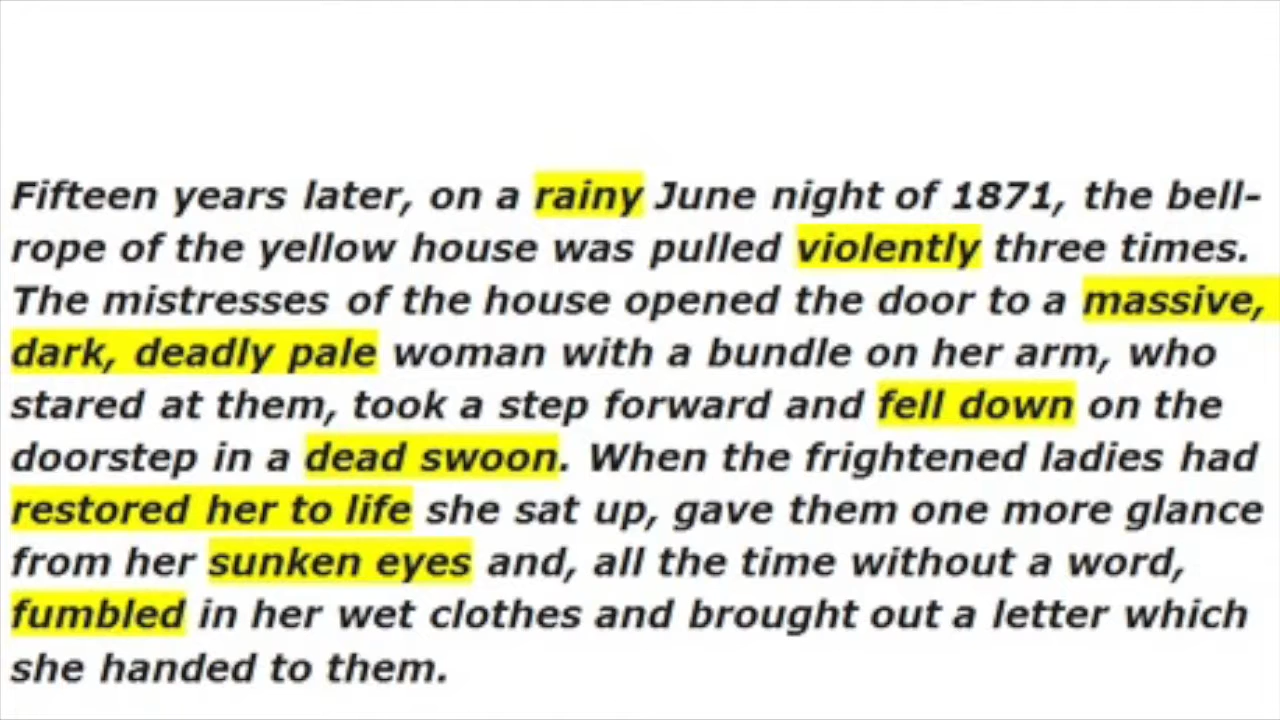 Fifteen years later, on a rainy June night of 1871, the bell-
rope of the yellow house was pulled violently three times.
The mistresses of the house opened the door to a massive,
dark, deadly pale woman with a bundle on her arm, who
stared at them, took a step forward and fell down on the
doorstep in a dead swoon. When the frightened ladies had
restored her to life she sat up, gave them one more glance
from her sunken eyes and, all the time without a word,
fumbled in her wet clothes and brought out a letter which
she handed to them.